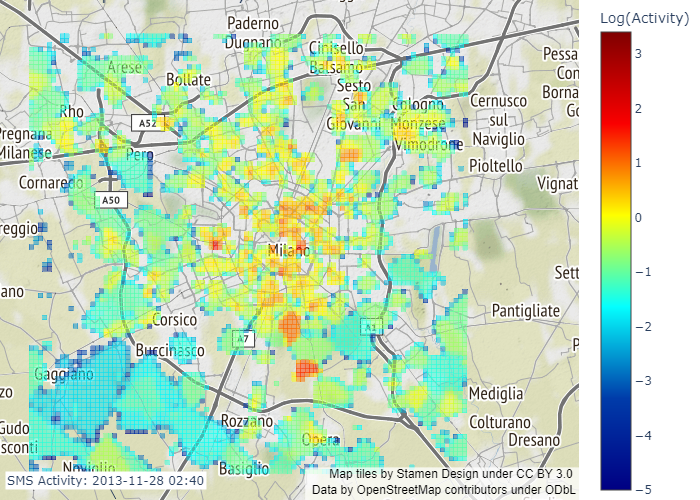 Log(Activity)
3
2
1
0
−1
−2
−3
−4
−5
Paderno
Dugnano
Cinisello
Balsamo
Arese
Bollate
Sesto
San
Giovanni
Cologno
Monzese
Vimodrone
Cernusco
sul
Naviglio
Pessa
Con
Borna
Go
Rho
A52
Pregnana
Milanese
Pero
Pioltello
Cornaredo
A50
Vignat
reggio
Milano
Sett
ano
Pantigliate
Corsico
A7
A1
Buccinasco
P
Gaggiano
zzo
Mediglia
Rozzano
Colturano
Gudo
sconti
Opera
Dresano
Noviglio
Basiglio
SMS Activity: 2013-11-28 02:40
Map tiles by Stamen Design under CC BY 3.0
Data by OpenStreetMap contributors under ODbL